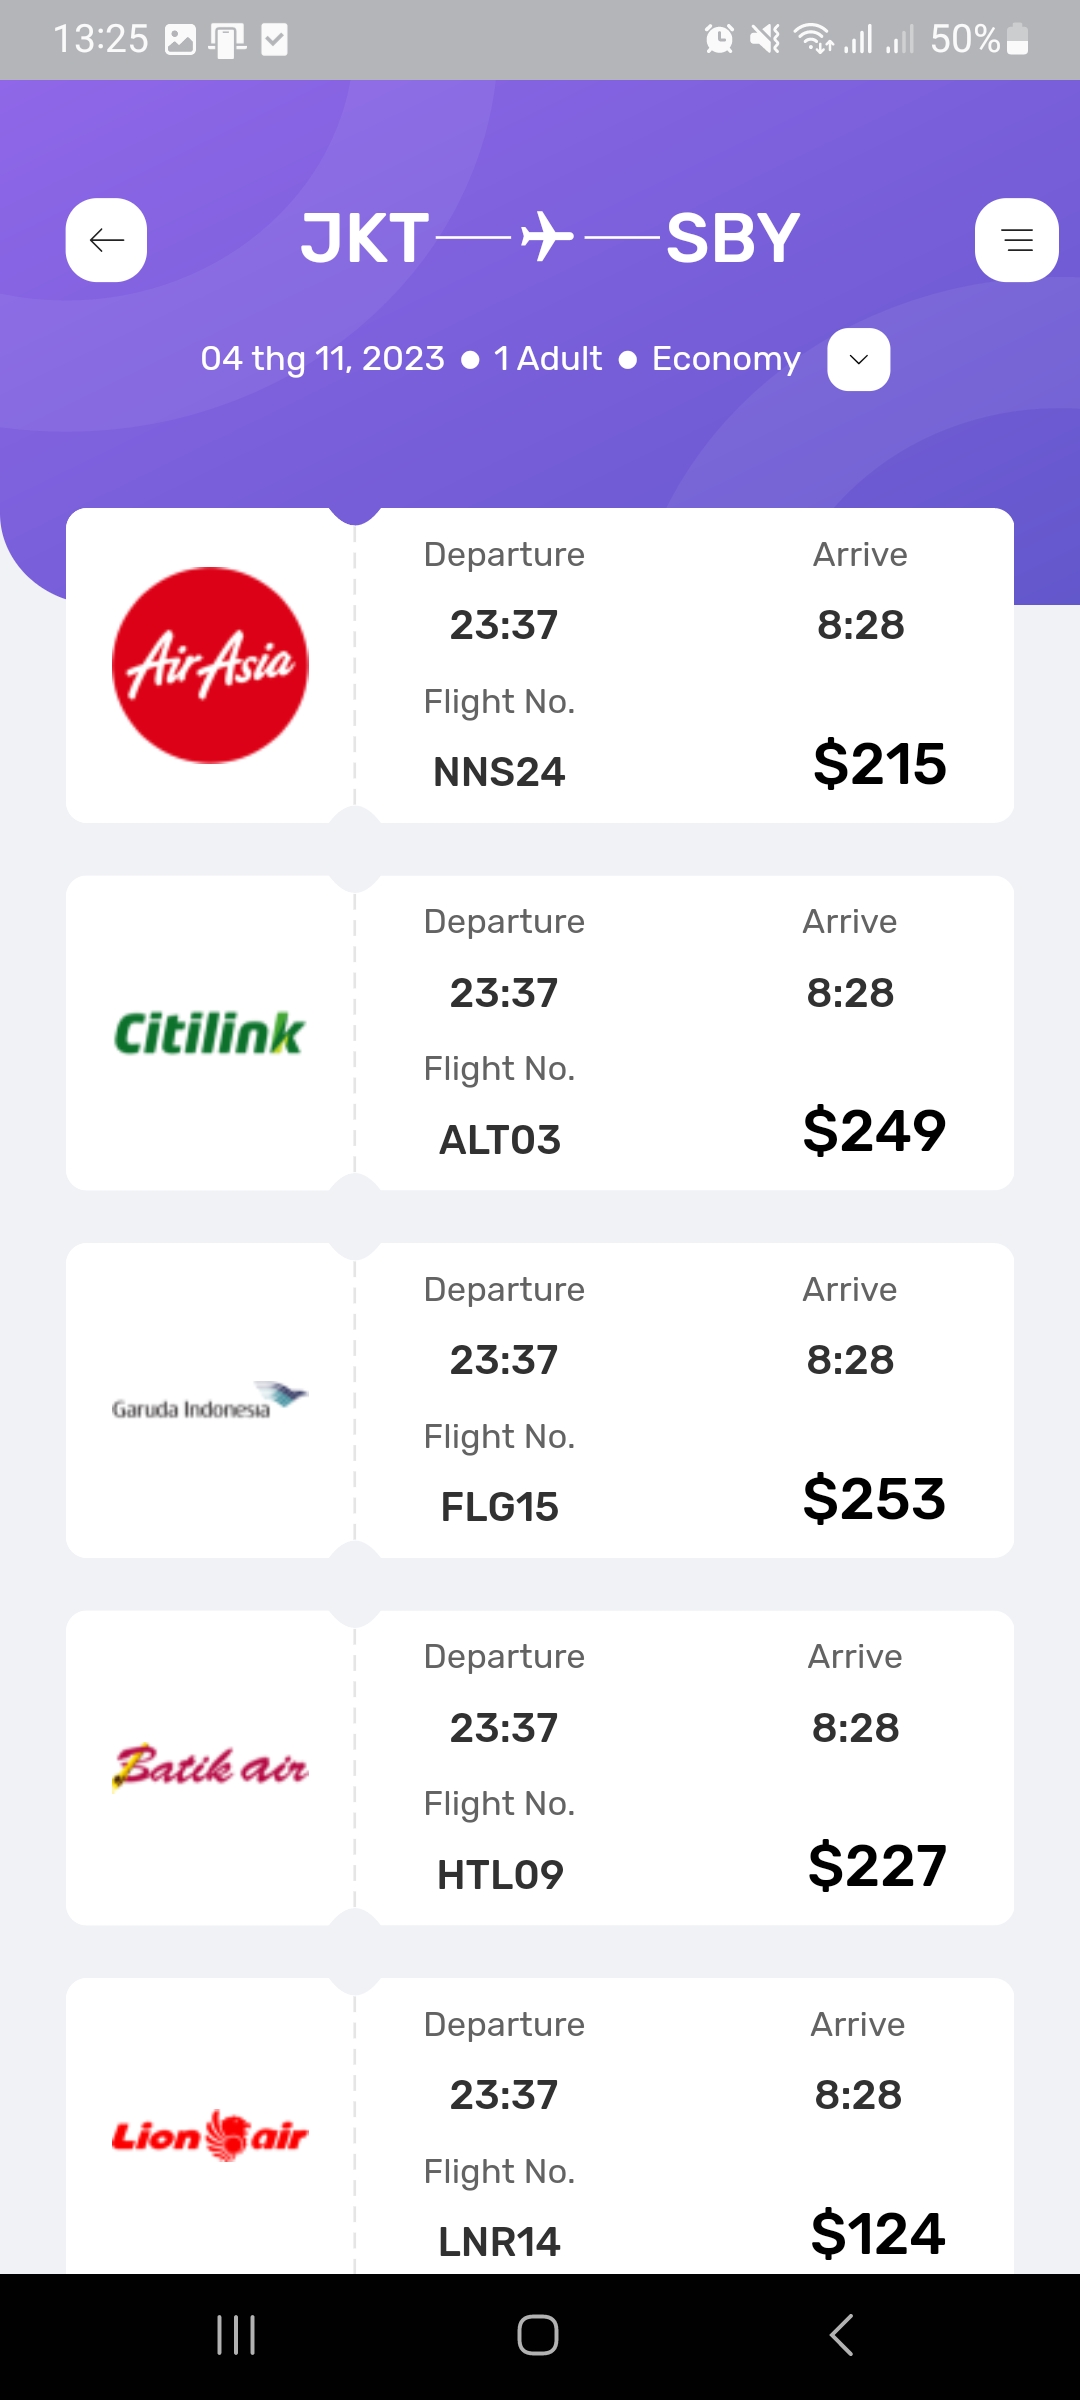 13:25 50%
JKT SBY
04 thg 11, 2023 ● 1 Adult ● Economy
AirAsia
Departure Arrive
23:37 8:28
Flight No.
NNS24 $215
Citilink
Departure Arrive
23:37 8:28
Flight No.
ALT03 $249
Garuda Indonesia
Departure Arrive
23:37 8:28
Flight No.
FLG15 $253
Batik air
Departure Arrive
23:37 8:28
Flight No.
HTL09 $227
Lion air
Departure Arrive
23:37 8:28
Flight No.
LNR14 $124